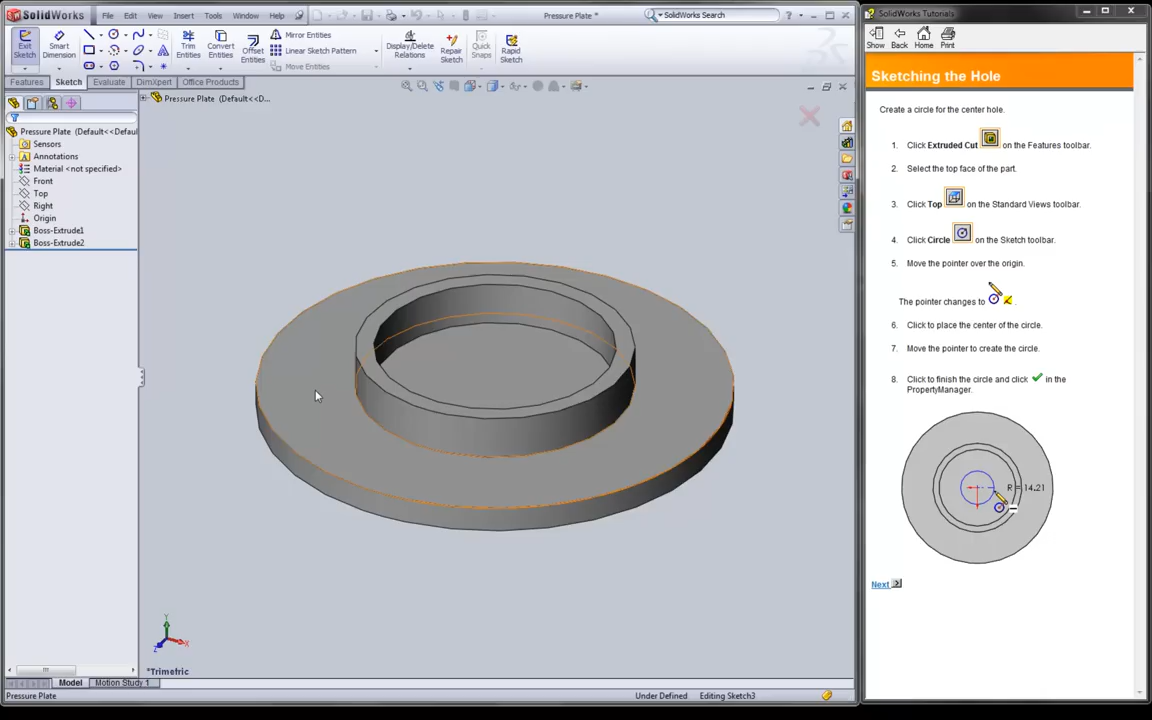 SolidWorks
File
Edit
View
Insert
Tools
Window
Help
Pressure Plate *
SolidWorks Search
Exit Sketch
Smart Dimension
Trim Entities
Convert Entities
Offset Entities
Mirror Entities
Linear Sketch Pattern
Move Entities
Display/Delete Relations
Repair Sketch
Quick Snaps
Rapid Sketch
Features
Sketch
Evaluate
DimXpert
Office Products
Pressure Plate (Default<<D...
Pressure Plate (Default<<Defaul
Sensors
Annotations
Material <not specified>
Front
Top
Right
Origin
Boss-Extrude1
Boss-Extrude2
Y
X
Z
*Trimetric
Model
Motion Study 1
Pressure Plate
Under Defined
Editing Sketch3
SolidWorks Tutorials
Show
Back
Home
Print
Sketching the Hole
Create a circle for the center hole.
1. Click Extruded Cut on the Features toolbar.
2. Select the top face of the part.
3. Click Top on the Standard Views toolbar.
4. Click Circle on the Sketch toolbar.
5. Move the pointer over the origin.
The pointer changes to .
6. Click to place the center of the circle.
7. Move the pointer to create the circle.
8. Click to finish the circle and click in the
PropertyManager.
R = 14.21
Next